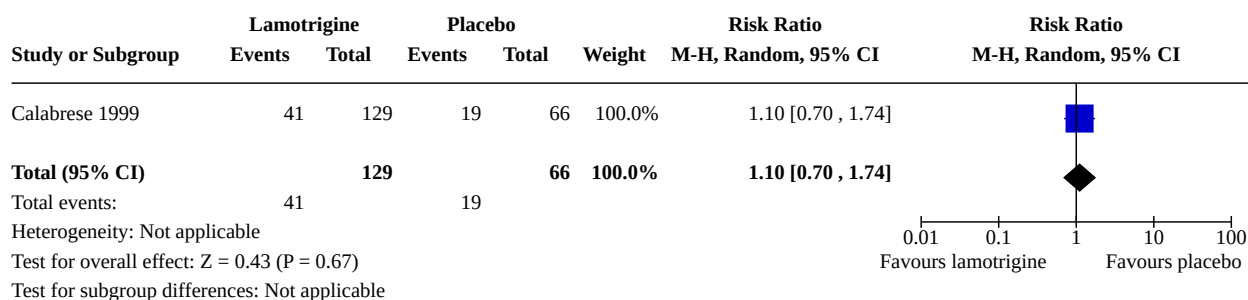 Lamotrigine Placebo Risk Ratio Risk Ratio
Study or Subgroup Events Total Events Total Weight M-H, Random, 95% CI M-H, Random, 95% CI
Calabrese 1999 41 129 19 66 100.0% 1.10 [0.70 , 1.74]
Total (95% CI) 129 66 100.0% 1.10 [0.70 , 1.74]
Total events: 41 19
Heterogeneity: Not applicable
0.01 0.1 1 10 100
Test for overall effect: Z = 0.43 (P = 0.67) Favours lamotrigine Favours placebo
Test for subgroup differences: Not applicable